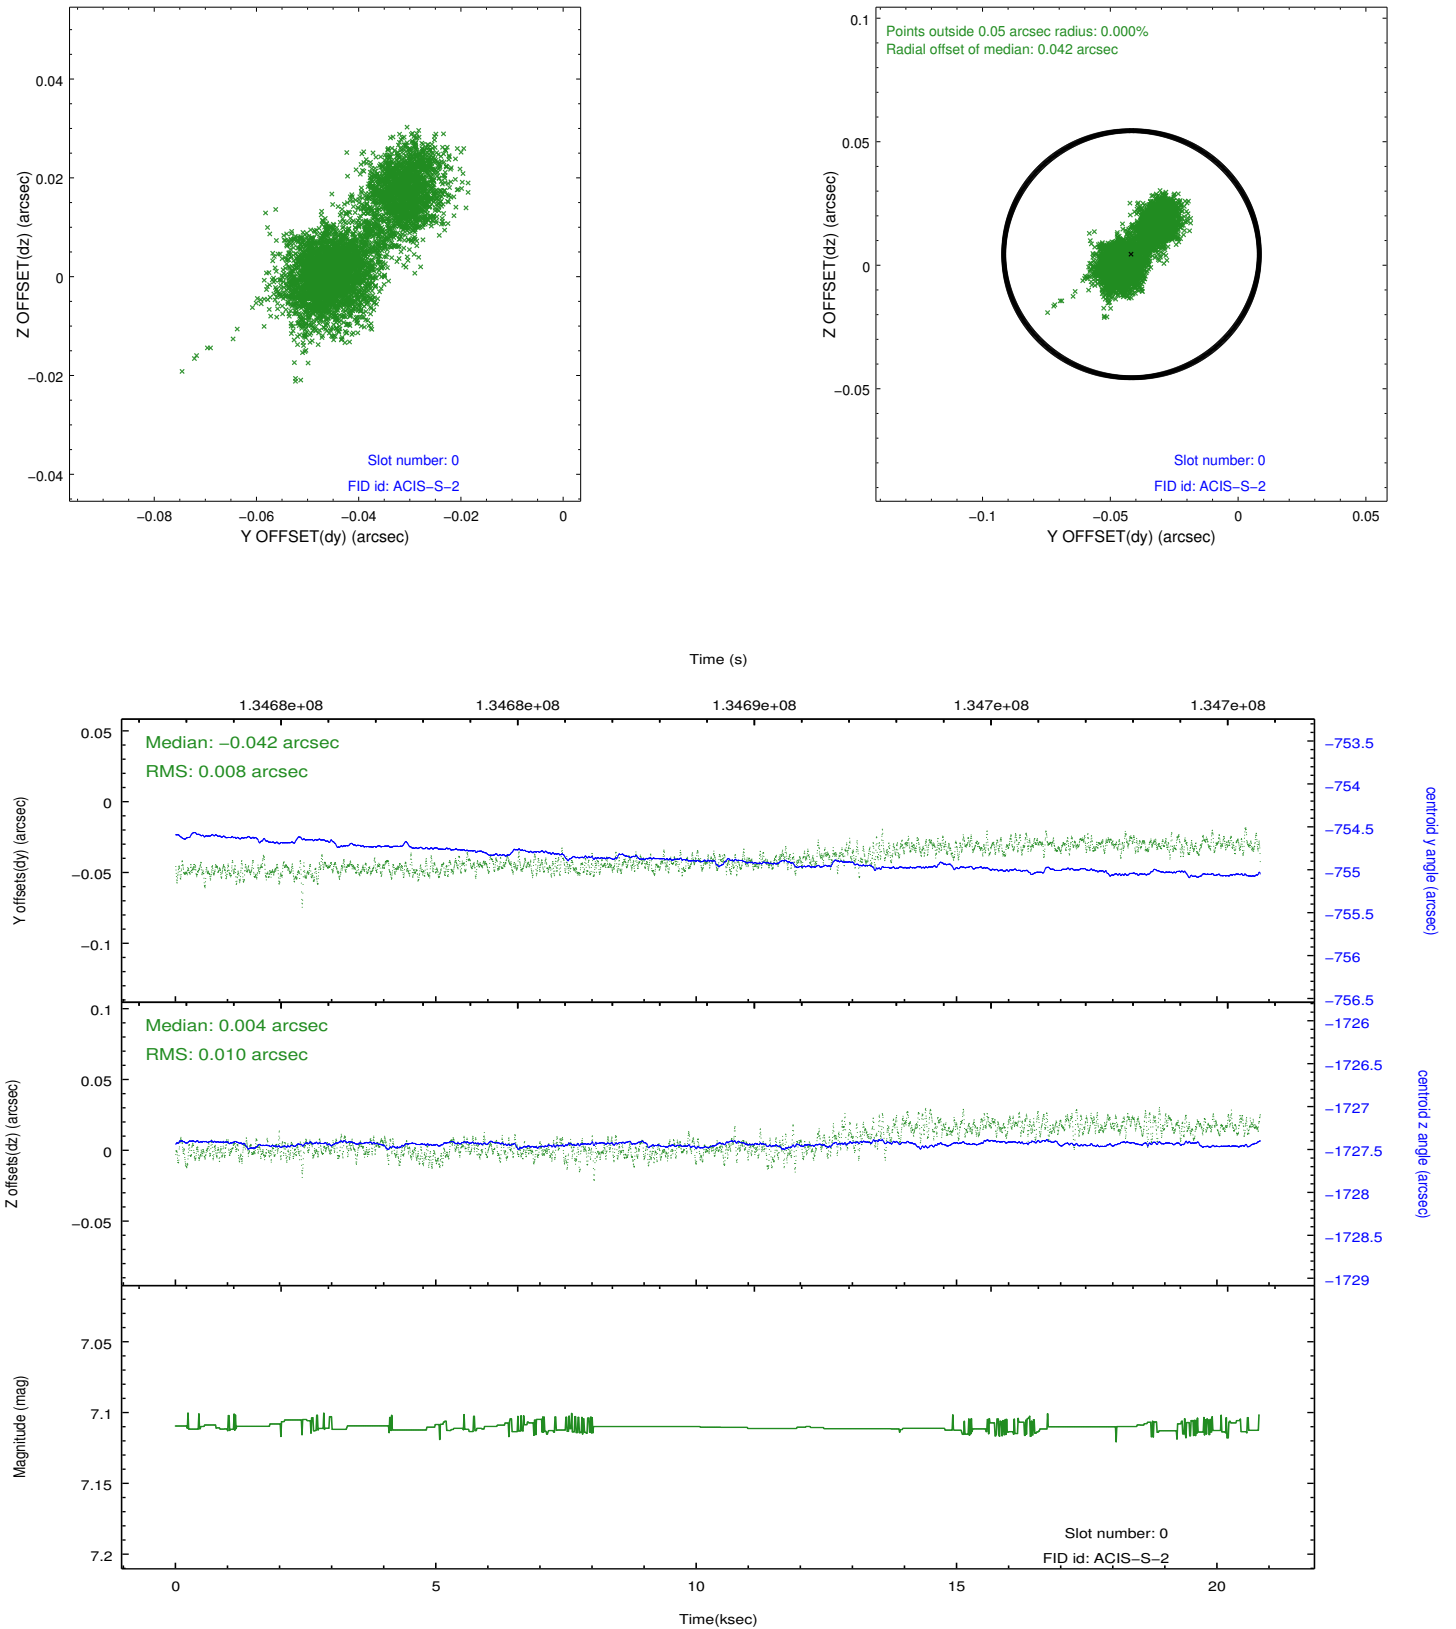 0.04
0.02
0
−0.02
−0.04
Z OFFSET(dz) (arcsec)
Slot number: 0
FID id: ACIS−S−2
−0.08
−0.06
−0.04
−0.02
0
Y OFFSET(dy) (arcsec)
0.1
0.05
0
−0.05
Z OFFSET(dz) (arcsec)
Points outside 0.05 arcsec radius: 0.000%
Radial offset of median: 0.042 arcsec
Slot number: 0
FID id: ACIS−S−2
−0.1
−0.05
0
0.05
Y OFFSET(dy) (arcsec)
Time (s)
1.3468e+08
1.3468e+08
1.3469e+08
1.347e+08
1.347e+08
0.05
0
−0.05
−0.1
Y offsets(dy) (arcsec)
Median: −0.042 arcsec
RMS: 0.008 arcsec
−753.5
−754
−754.5
−755
−755.5
−756
−756.5
centroid y angle (arcsec)
0.1
0.05
0
−0.05
Z offsets(dz) (arcsec)
Median: 0.004 arcsec
RMS: 0.010 arcsec
−1726
−1726.5
−1727
−1727.5
−1728
−1728.5
−1729
centroid z angle (arcsec)
7.05
7.1
7.15
7.2
Magnitude (mag)
Slot number: 0
FID id: ACIS−S−2
0
5
10
15
20
Time(ksec)